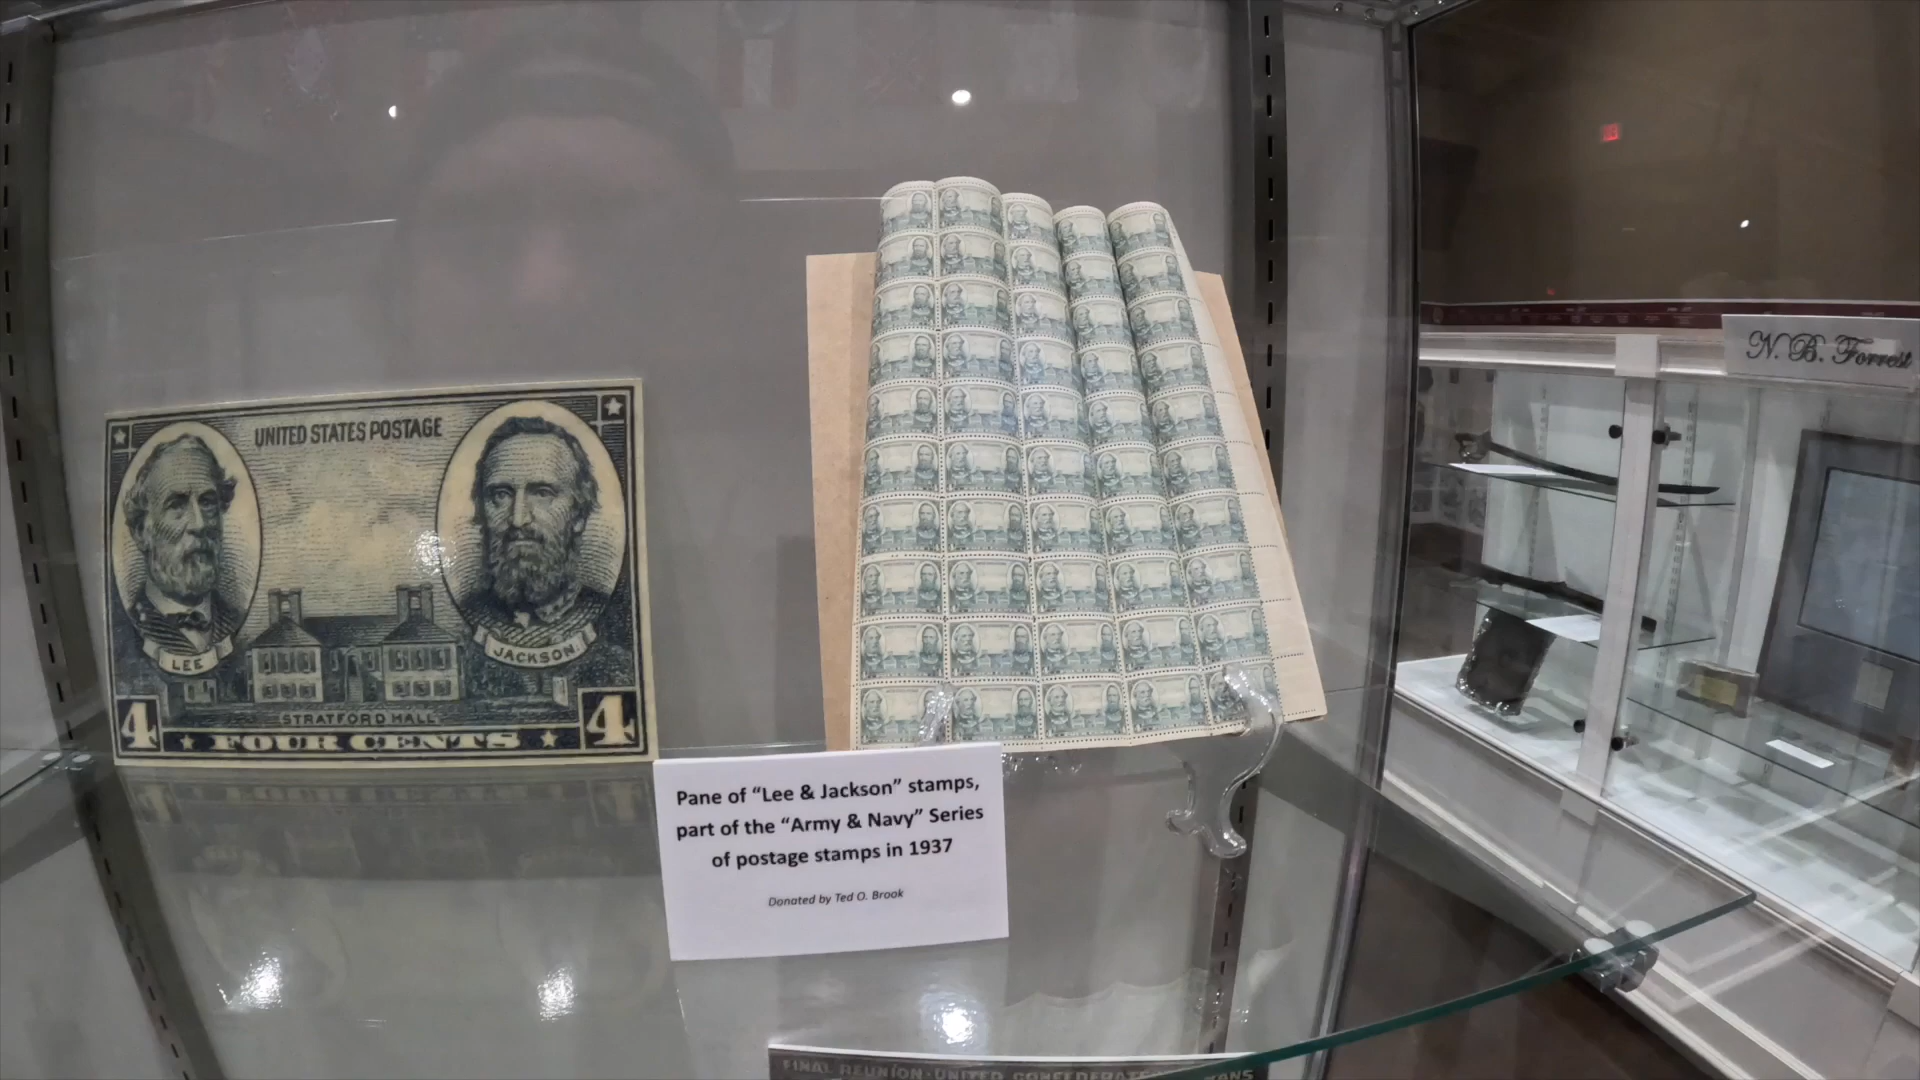 UNITED STATES POSTAGE
LEE
JACKSON
STRATFORD HALL
4 FOUR CENTS 4
Pane of “Lee & Jackson” stamps,
part of the “Army & Navy” Series
of postage stamps in 1937
Donated by Ted O. Brook
N. B. Forrest
FINAL REUNION · UNITED CONFEDERATE